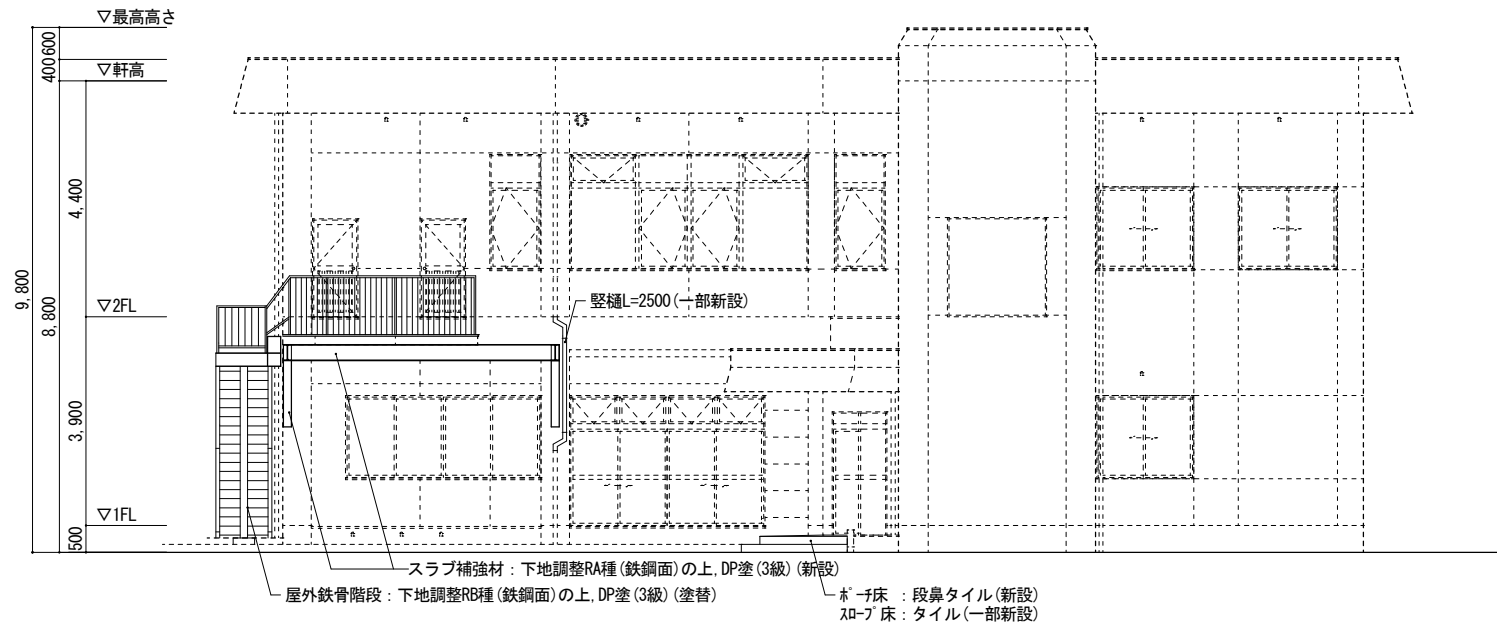 ▽最高高さ
600
400
▽軒高
4,400
9,800
8,800
▽2FL
竪樋L=2500(一部新設)
3,900
▽1FL
500
スラブ補強材：下地調整RA種(鉄鋼面)の上,DP塗(3級)(新設)
屋外鉄骨階段：下地調整RB種(鉄鋼面)の上,DP塗(3級)(塗替)
ﾎﾟｰﾁ床 ：段鼻タイル(新設)
ｽﾛｰﾌﾟ床：タイル(一部新設)